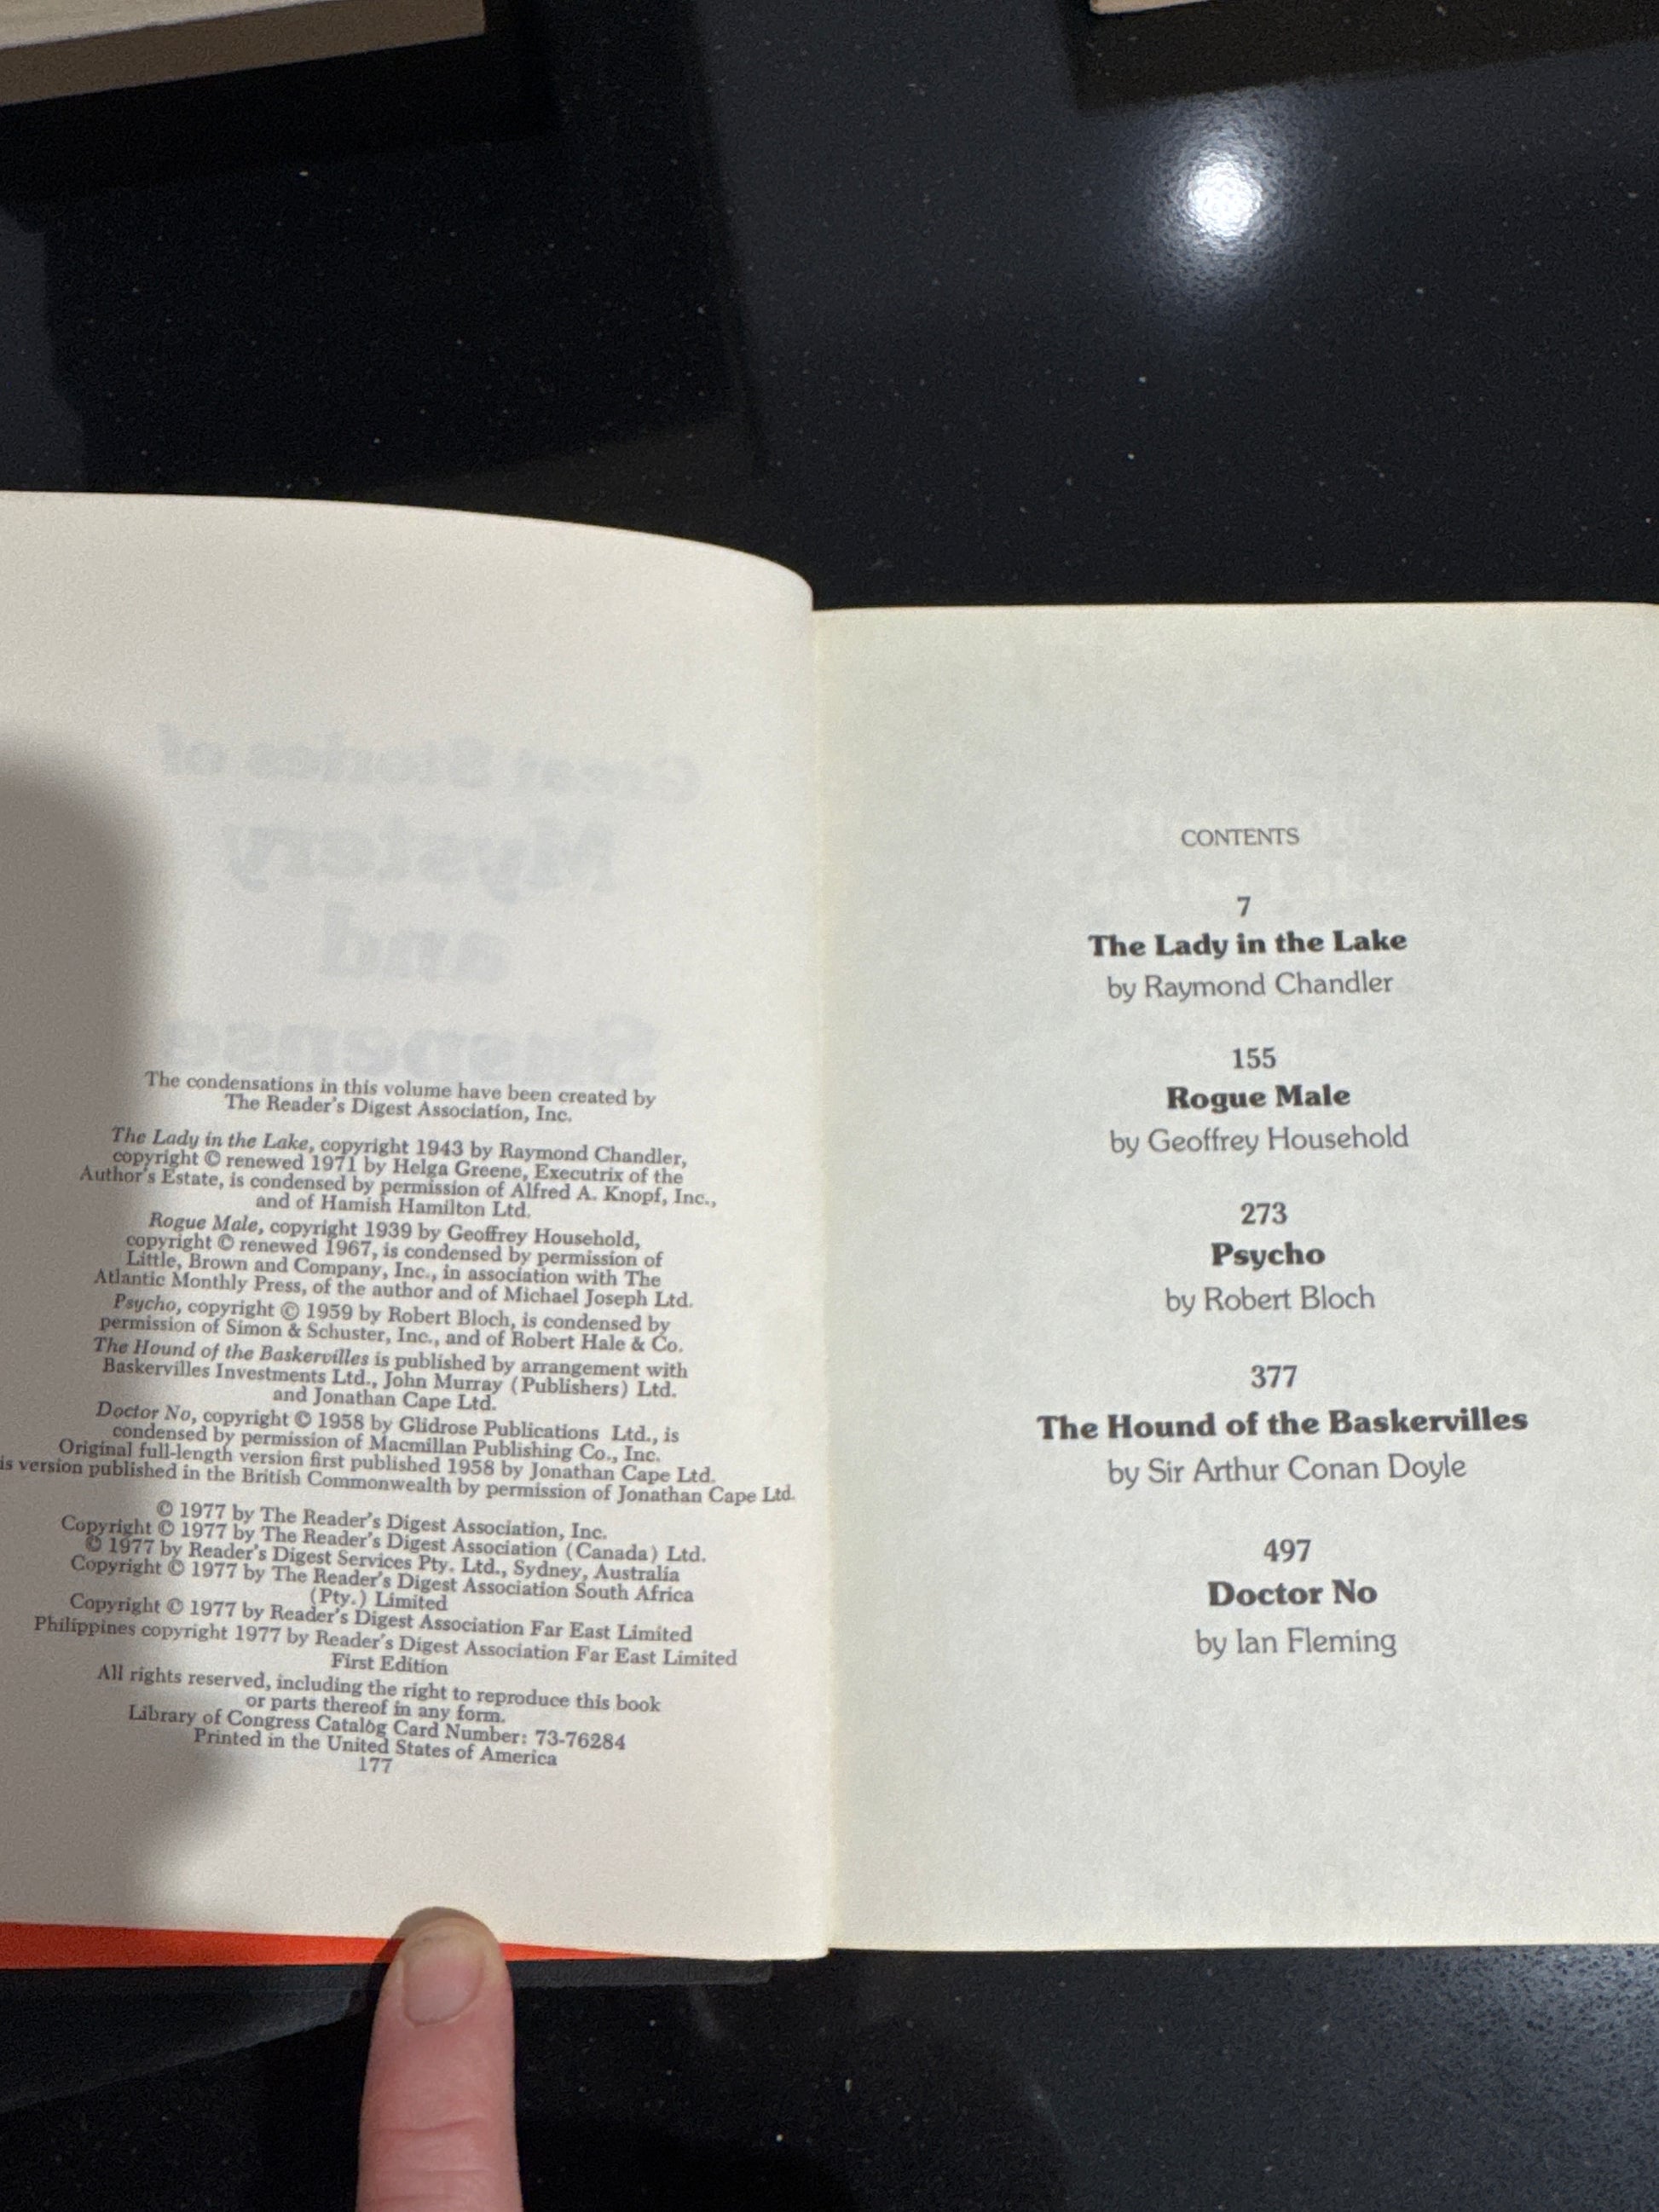 Great Stories of
Mystery
and
Suspense
The condensations in this volume have been created by
The Reader's Digest Association, Inc.
The Lady in the Lake, copyright 1943 by Raymond Chandler,
copyright © renewed 1971 by Helga Greene, Executrix of the
Author's Estate, is condensed by permission of Alfred A. Knopf, Inc.,
and of Hamish Hamilton Ltd.
Rogue Male, copyright 1939 by Geoffrey Household,
copyright © renewed 1967, is condensed by permission of
Little, Brown and Company, Inc., in association with The
Atlantic Monthly Press, of the author and of Michael Joseph Ltd.
Psycho, copyright © 1959 by Robert Bloch, is condensed by
permission of Simon & Schuster, Inc., and of Robert Hale & Co.
The Hound of the Baskervilles is published by arrangement with
Baskervilles Investments Ltd., John Murray (Publishers) Ltd.
and Jonathan Cape Ltd.
Doctor No, copyright © 1958 by Glidrose Publications Ltd., is
condensed by permission of Macmillan Publishing Co., Inc.
Original full-length version first published 1958 by Jonathan Cape Ltd.
is version published in the British Commonwealth by permission of Jonathan Cape Ltd.
© 1977 by The Reader's Digest Association, Inc.
Copyright © 1977 by The Reader's Digest Association (Canada) Ltd.
© 1977 by Reader's Digest Services Pty. Ltd., Sydney, Australia
Copyright © 1977 by The Reader's Digest Association South Africa
(Pty.) Limited
Copyright © 1977 by Reader's Digest Association Far East Limited
Philippines copyright 1977 by Reader's Digest Association Far East Limited
First Edition
All rights reserved, including the right to reproduce this book
or parts thereof in any form.
Library of Congress Catalog Card Number: 73-76284
Printed in the United States of America
177
CONTENTS
7
The Lady in the Lake
by Raymond Chandler
155
Rogue Male
by Geoffrey Household
273
Psycho
by Robert Bloch
377
The Hound of the Baskervilles
by Sir Arthur Conan Doyle
497
Doctor No
by Ian Fleming